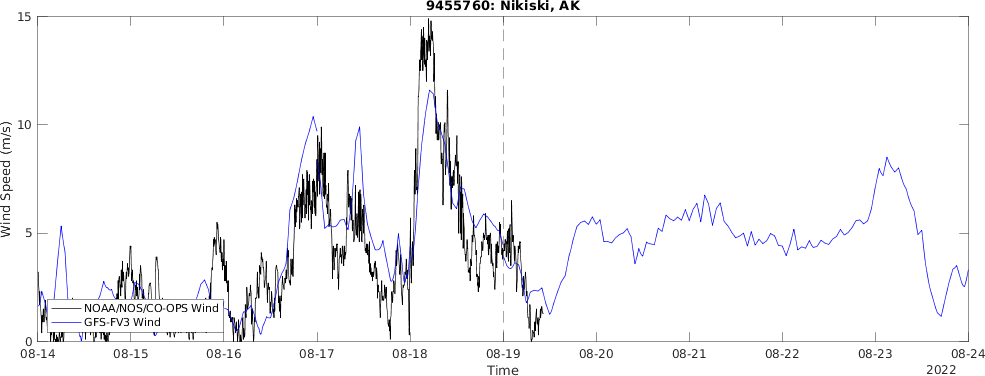 9455760: Nikiski, AK
15
10
5
0
Wind Speed (m/s)
NOAA/NOS/CO-OPS Wind
GFS-FV3 Wind
08-14 08-15 08-16 08-17 08-18 08-19 08-20 08-21 08-22 08-23 08-24
Time
2022